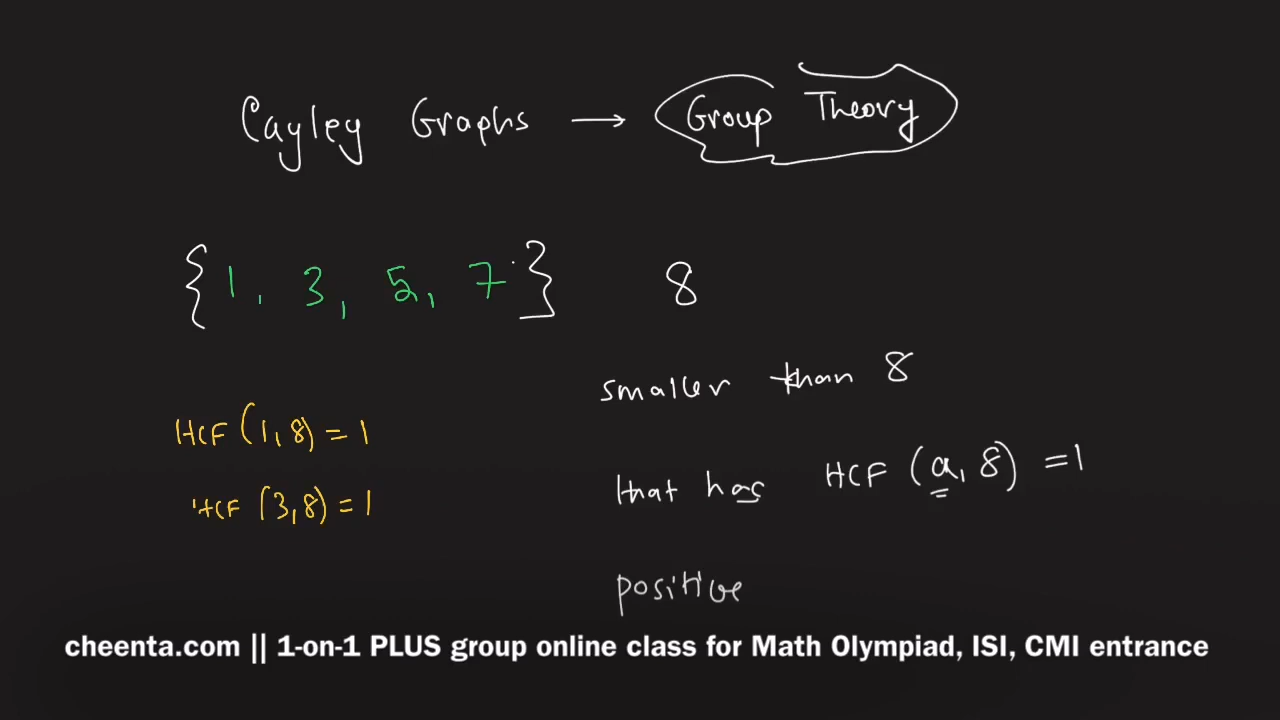 Cayley Graphs → Group Theory
{1, 3, 5, 7} 8
smaller than 8
HCF (1, 8) = 1
that has HCF (a, 8) = 1
HCF (3, 8) = 1
positive
cheenta.com || 1-on-1 PLUS group online class for Math Olympiad, ISI, CMI entrance